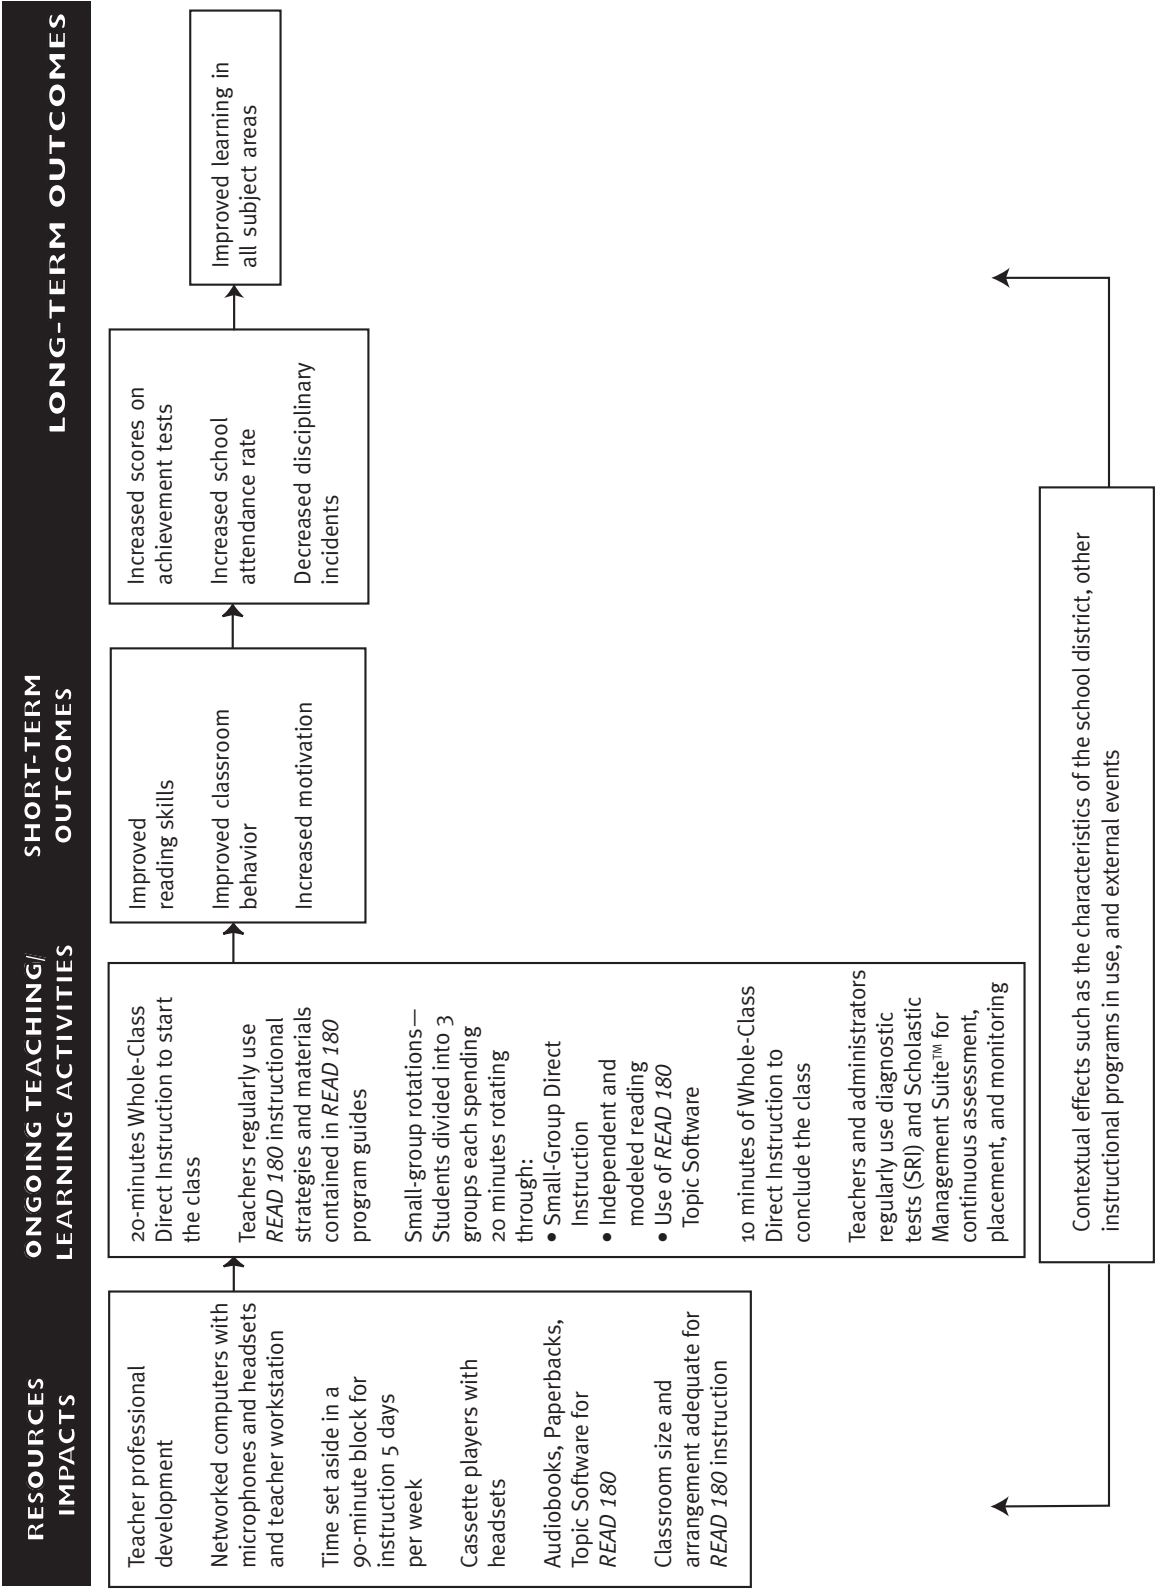 RESOURCES
IMPACTS
ONGOING TEACHING/
LEARNING ACTIVITIES
SHORT-TERM
OUTCOMES
LONG-TERM OUTCOMES
Teacher professional
development
Networked computers with
microphones and headsets
and teacher workstation
Time set aside in a
90-minute block for
instruction 5 days
per week
Cassette players with
headsets
Audiobooks, Paperbacks,
Topic Software for
READ 180
Classroom size and
arrangement adequate for
READ 180 instruction
20-minutes Whole-Class
Direct Instruction to start
the class
Teachers regularly use
READ 180 instructional
strategies and materials
contained in READ 180
program guides
Small-group rotations—
Students divided into 3
groups each spending
20 minutes rotating
through:
• Small-Group Direct
Instruction
• Independent and
modeled reading
• Use of READ 180
Topic Software
10 minutes of Whole-Class
Direct Instruction to
conclude the class
Teachers and administrators
regularly use diagnostic
tests (SRI) and Scholastic
Management Suite™ for
continuous assessment,
placement, and monitoring
Improved
reading skills
Improved classroom
behavior
Increased motivation
Increased scores on
achievement tests
Increased school
attendance rate
Decreased disciplinary
incidents
Improved learning in
all subject areas
Contextual effects such as the characteristics of the school district, other
instructional programs in use, and external events